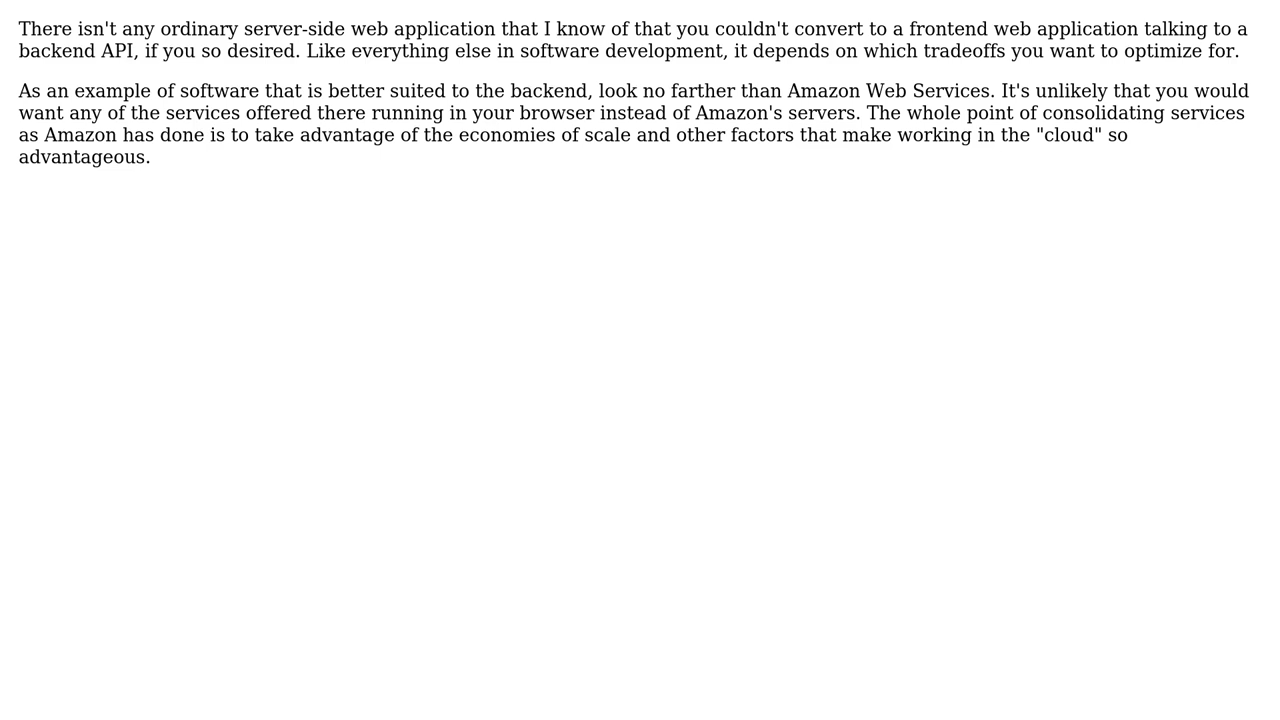 There isn't any ordinary server-side web application that I know of that you couldn't convert to a frontend web application talking to a
backend API, if you so desired. Like everything else in software development, it depends on which tradeoffs you want to optimize for.
As an example of software that is better suited to the backend, look no farther than Amazon Web Services. It's unlikely that you would
want any of the services offered there running in your browser instead of Amazon's servers. The whole point of consolidating services
as Amazon has done is to take advantage of the economies of scale and other factors that make working in the "cloud" so
advantageous.